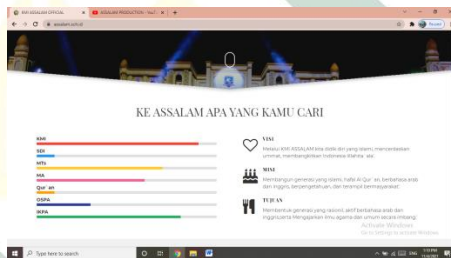 KMI ASSALAM OFFICIAL
ASSALAM PRODUCTION - YouTube
assalam.sch.id
KE ASSALAM APA YANG KAMU CARI
KMI
SDI
MTs
MA
Qur`an
OSPA
IKPA
VISI
Melalui KMI ASSALAM kita didik diri yang islami, mencerdaskan
ummat, membangkitkan Indonesia
MISI
Membangun generasi yang islami, hafal Al Qur`an, berbahasa arab
dan inggris, berpengetahuan, dan terampil bermasyarakat
TUJUAN
Membentuk generasi yang aktif berbahasa arab dan
inggris serta Mengajarkan ilmu agama dan umum secara imbang
Activate Windows
Go to Settings to activate Windows
Type here to search
ENG